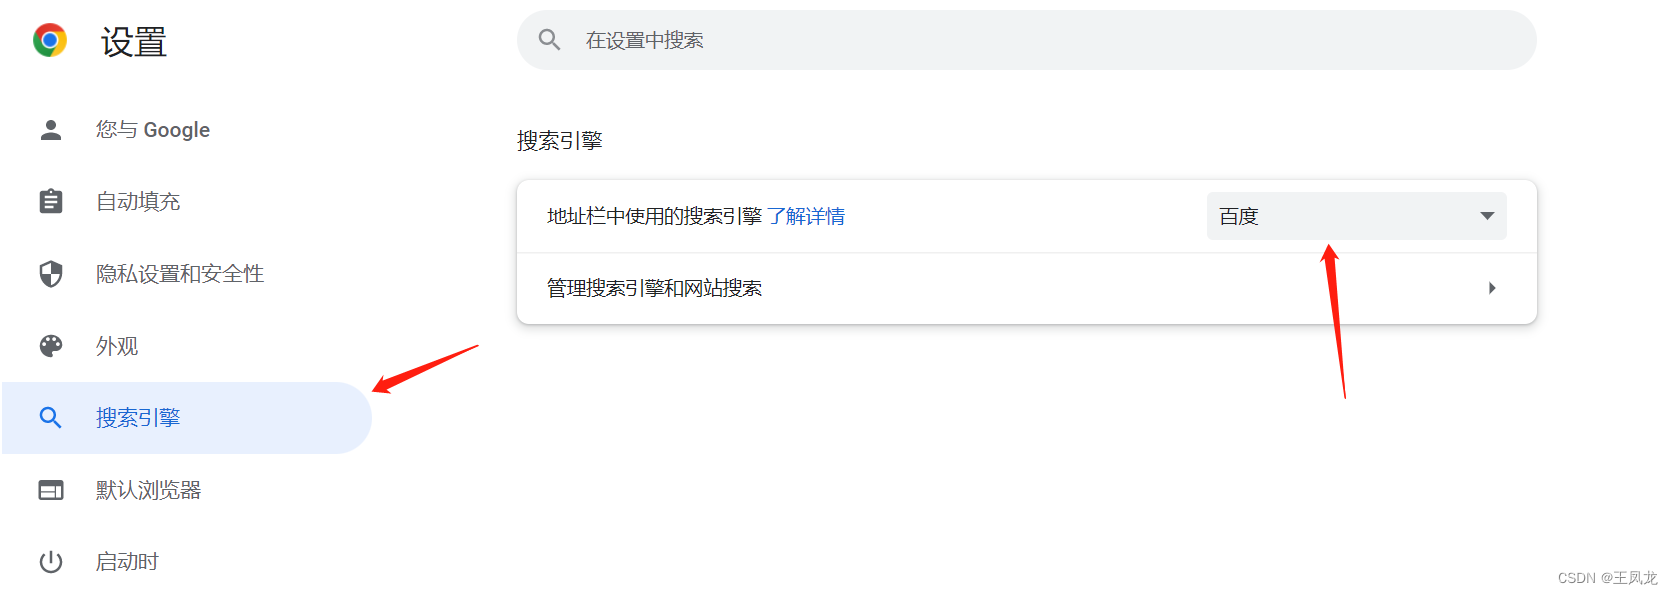 设置
在设置中搜索
您与 Google
自动填充
隐私设置和安全性
外观
搜索引擎
默认浏览器
启动时
搜索引擎
地址栏中使用的搜索引擎 了解详情
百度
管理搜索引擎和网站搜索
CSDN @王凤龙